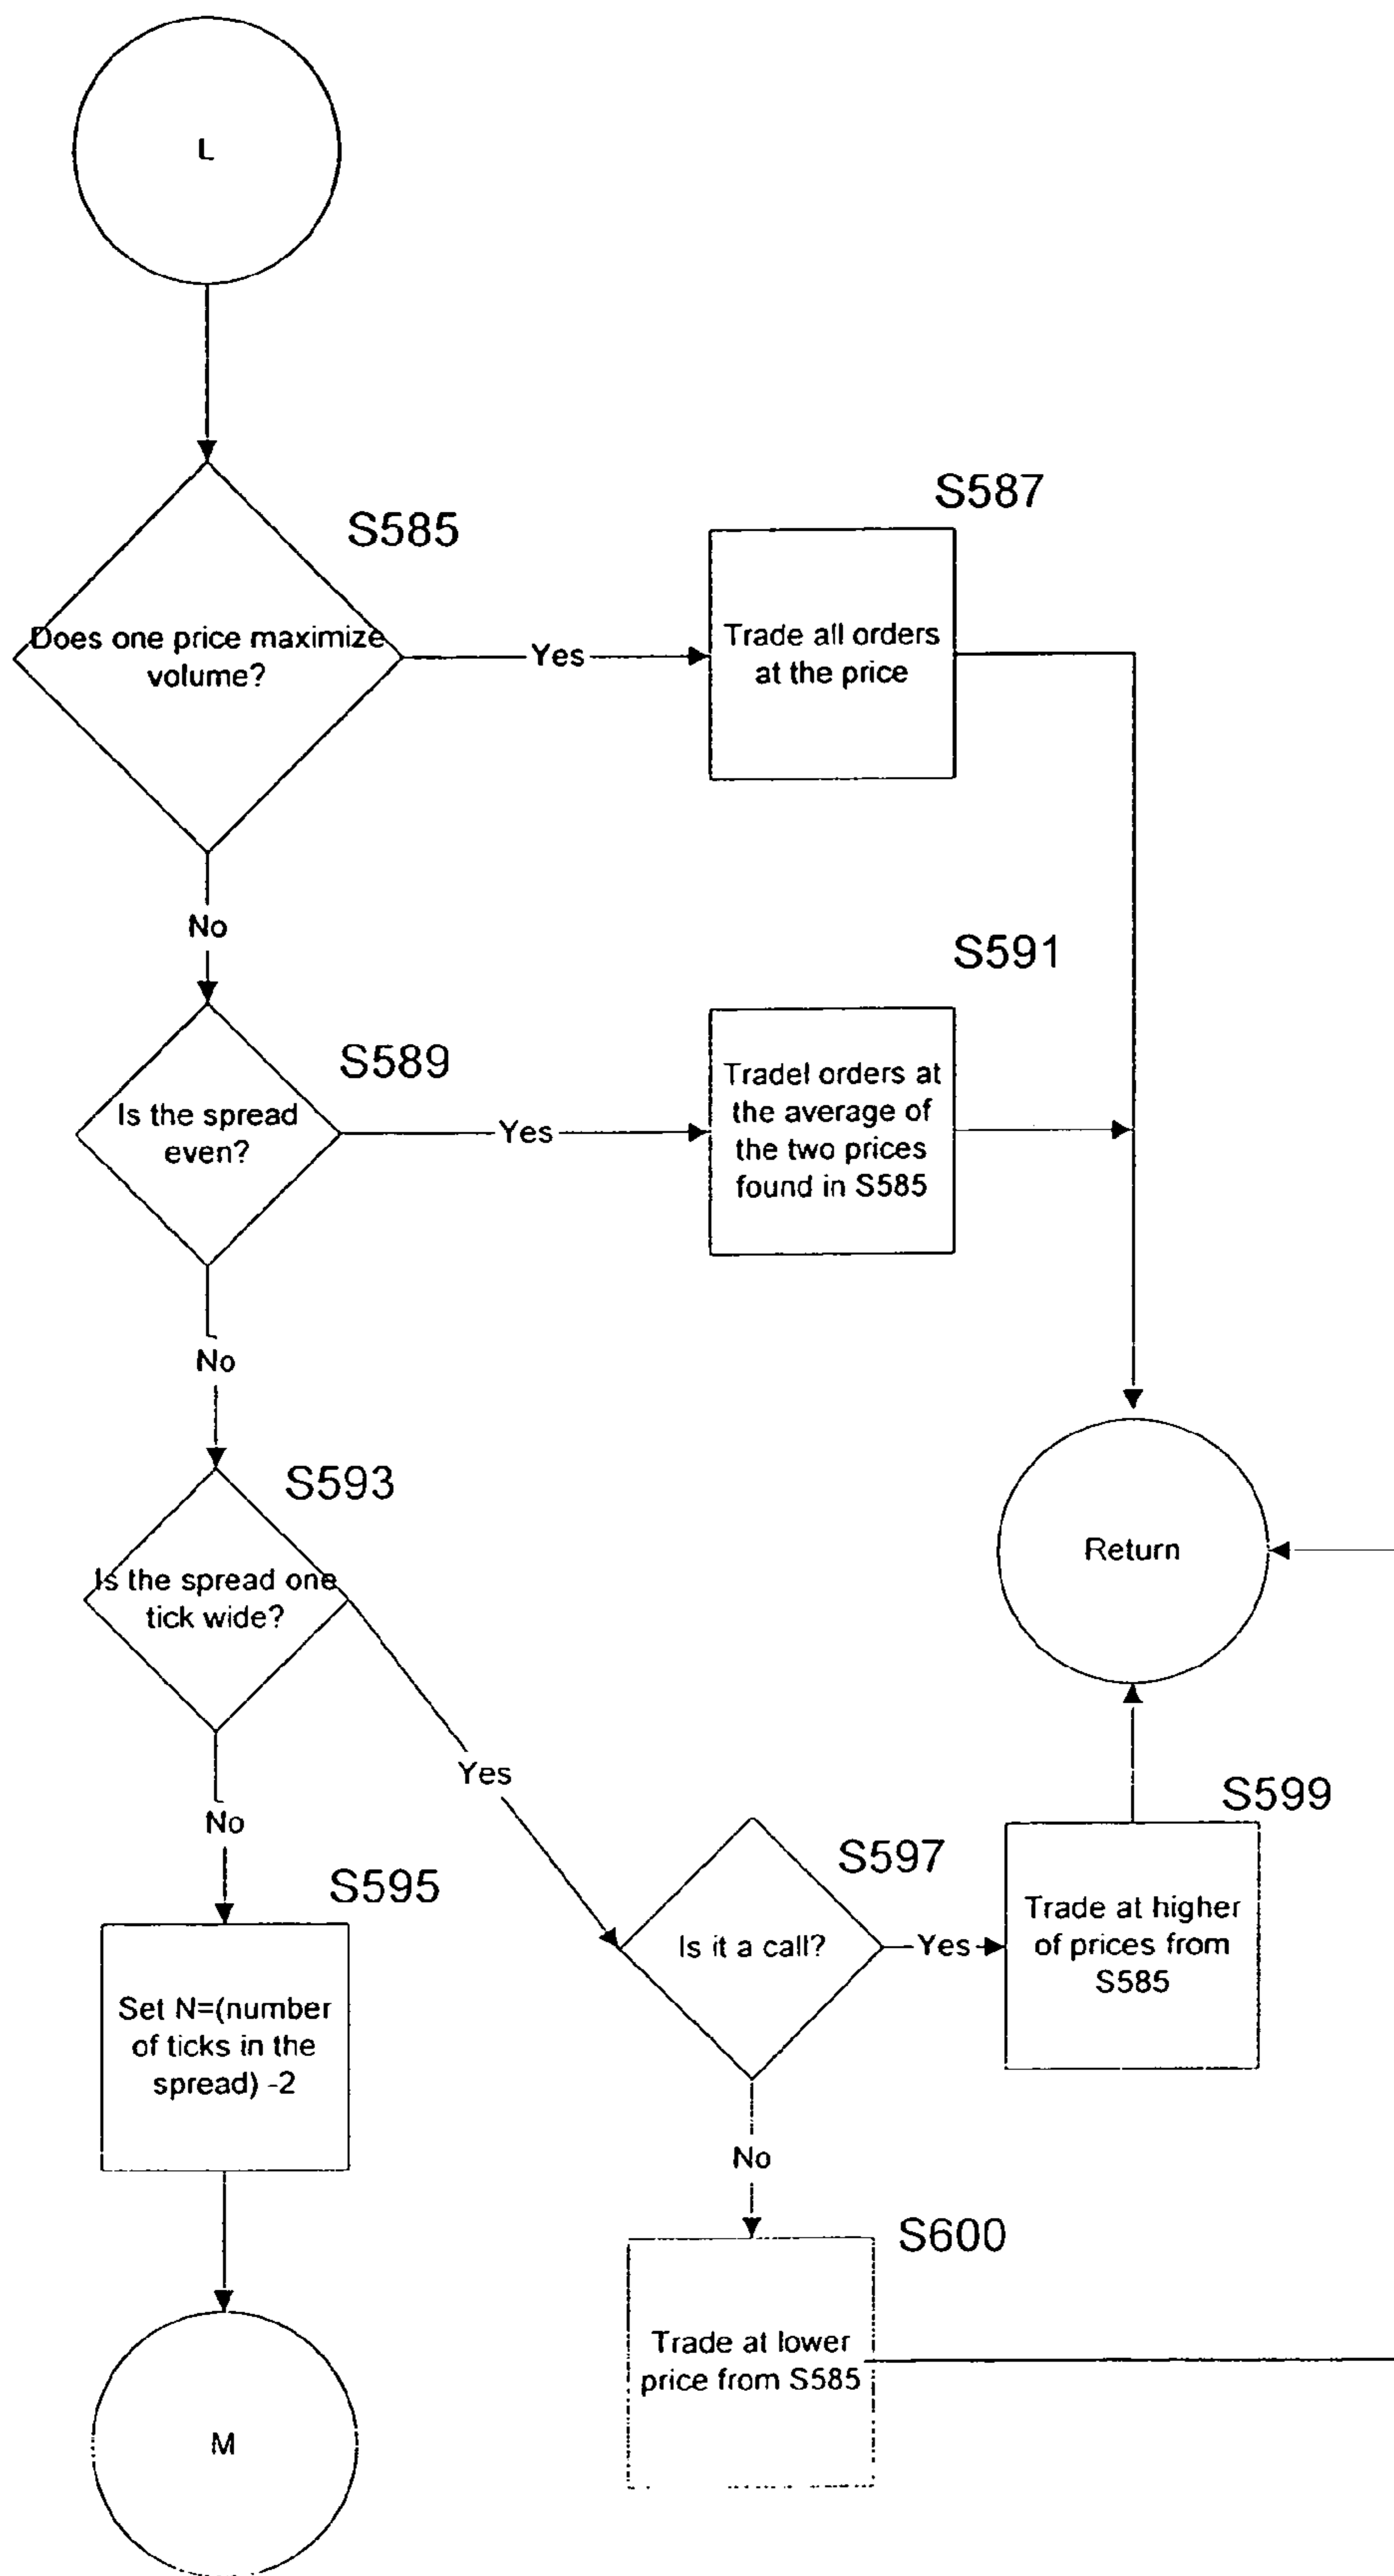 L
S585
Does one price maximize
volume?
Yes
S587
Trade all orders
at the price
No
S589
Is the spread
even?
Yes
S591
Tradel orders at
the average of
the two prices
found in S585
No
S593
Is the spread one
tick wide?
Yes
Return
No
S595
Set N=(number
of ticks in the
spread) -2
S597
Is it a call?
Yes
S599
Trade at higher
of prices from
S585
No
S600
Trade at lower
price from S585
M